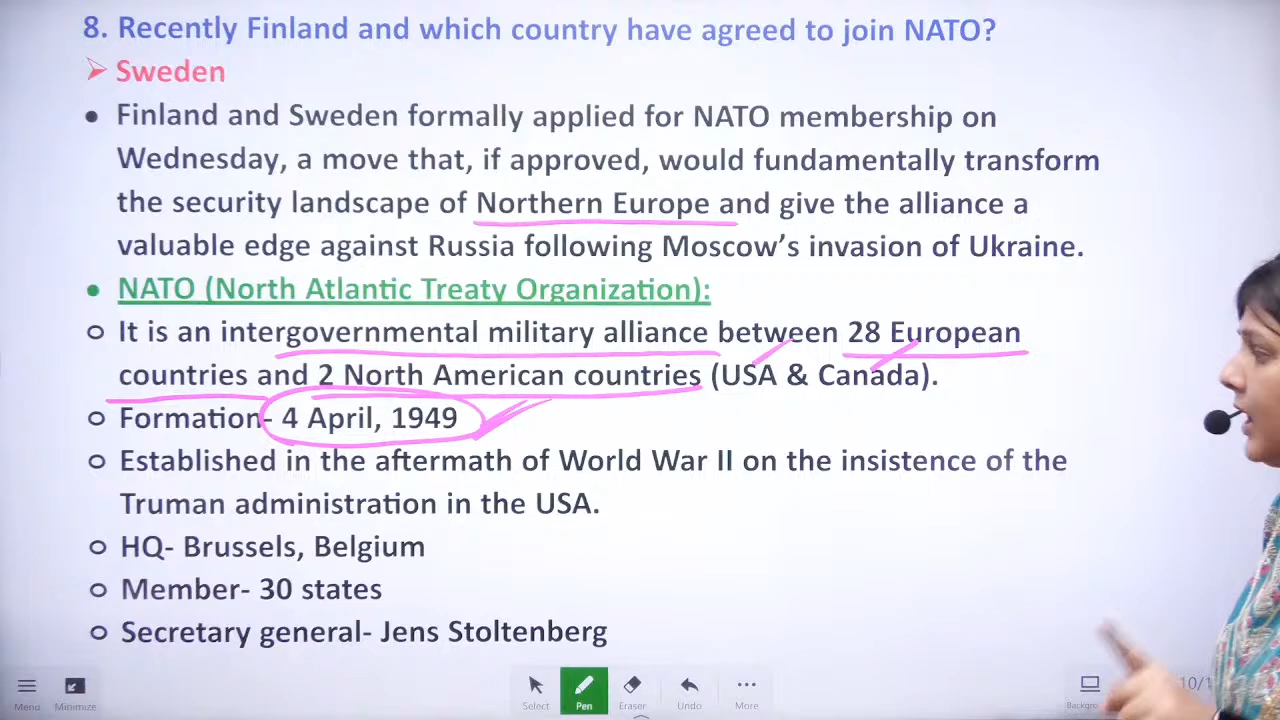 8. Recently Finland and which country have agreed to join NATO?
➢ Sweden
• Finland and Sweden formally applied for NATO membership on
Wednesday, a move that, if approved, would fundamentally transform
the security landscape of Northern Europe and give the alliance a
valuable edge against Russia following Moscow's invasion of Ukraine.
• NATO (North Atlantic Treaty Organization):
o It is an intergovernmental military alliance between 28 European
countries and 2 North American countries (USA & Canada).
o Formation- 4 April, 1949
o Established in the aftermath of World War II on the insistence of the
Truman administration in the USA.
o HQ- Brussels, Belgium
o Member- 30 states
o Secretary general- Jens Stoltenberg
Menu Minimize Select Pen Eraser Undo More